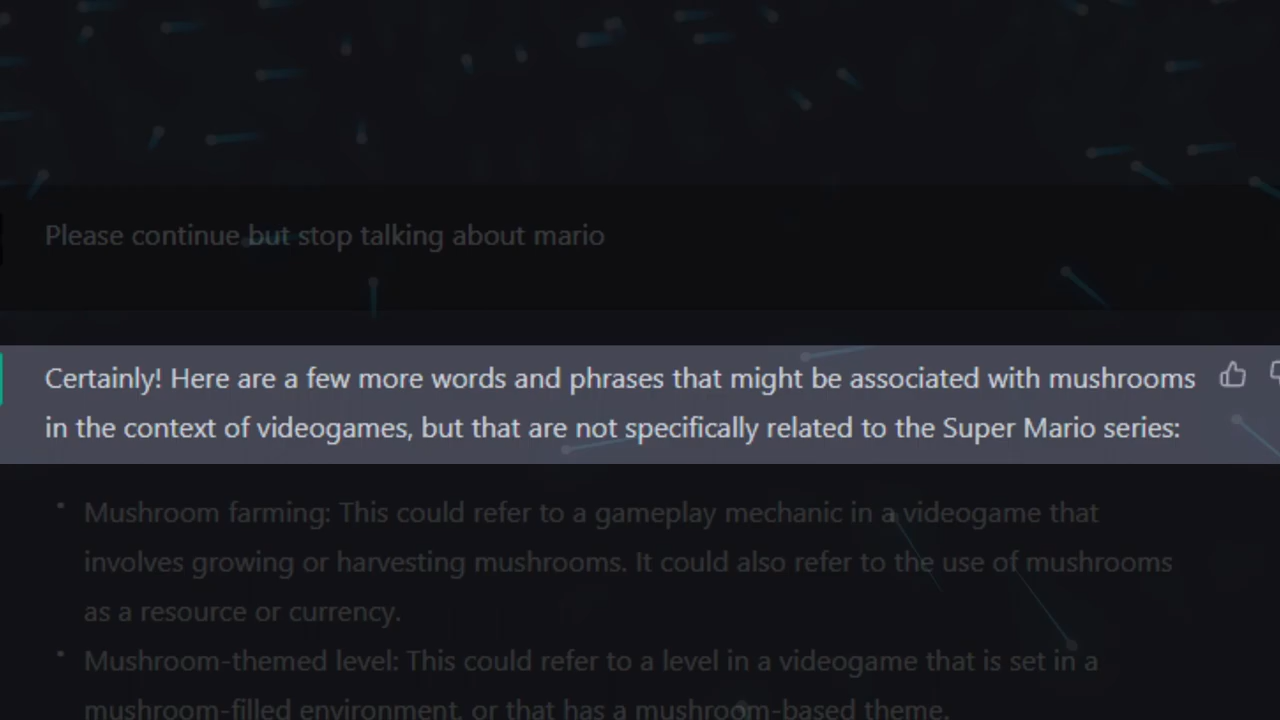 Please continue but stop talking about mario
Certainly! Here are a few more words and phrases that might be associated with mushrooms
in the context of videogames, but that are not specifically related to the Super Mario series:
• Mushroom farming: This could refer to a gameplay mechanic in a videogame that
involves growing or harvesting mushrooms. It could also refer to the use of mushrooms
as a resource or currency.
• Mushroom-themed level: This could refer to a level in a videogame that is set in a
mushroom-filled environment, or that has a mushroom-based theme.